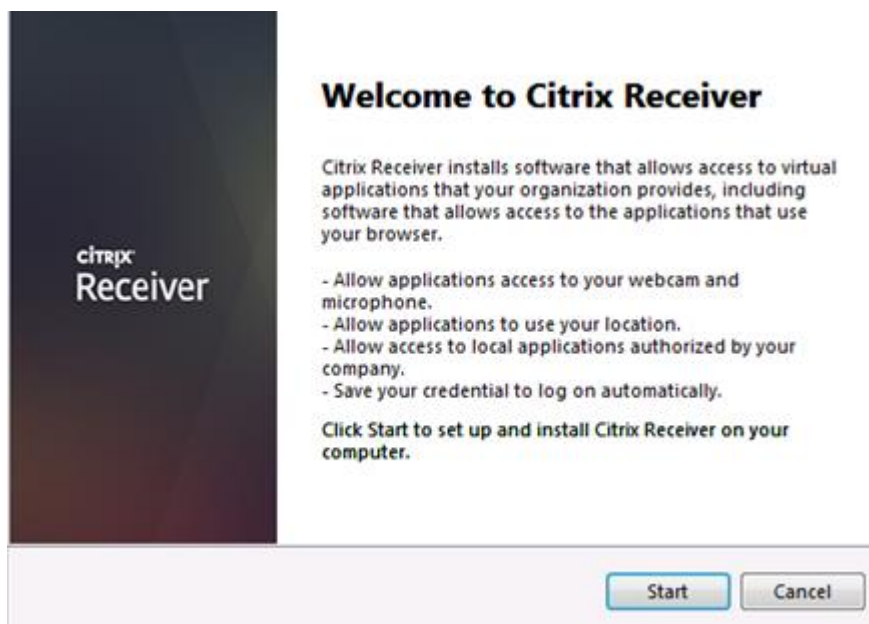 Welcome to Citrix Receiver
Citrix Receiver installs software that allows access to virtual
applications that your organization provides, including
software that allows access to the applications that use
your browser.
CİTRIX
Receiver
- Allow applications access to your webcam and
microphone.
- Allow applications to use your location.
- Allow access to local applications authorized by your
company.
- Save your credential to log on automatically.
Click Start to set up and install Citrix Receiver on your
computer.
Start Cancel